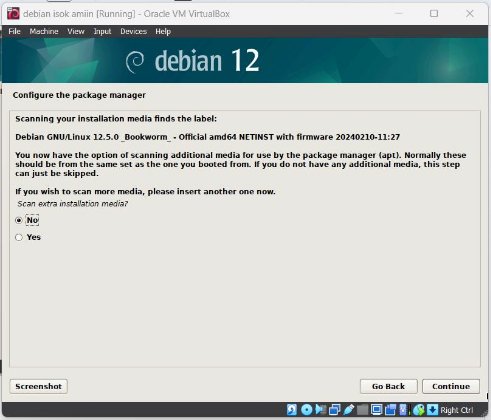 debian isok amiin [Running] - Oracle VM VirtualBox
File Machine View Input Devices Help
debian 12
Configure the package manager
Scanning your installation media finds the label:
Debian GNU/Linux 12.5.0 _Bookworm_ - Official amd64 NETINST with firmware 20240210-11:27
You now have the option of scanning additional media for use by the package manager (apt). Normally these
should be from the same set as the one you booted from. If you do not have any additional media, this step
can just be skipped.
If you wish to scan more media, please insert another one now.
Scan extra installation media?
No
Yes
Screenshot Go Back Continue
Right Ctrl